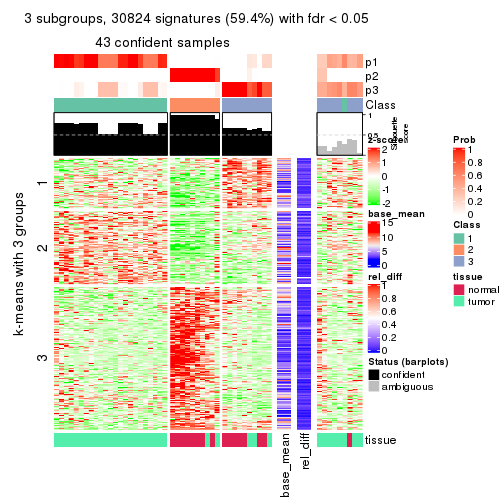 3 subgroups, 30824 signatures (59.4%) with fdr < 0.05
43 confident samples
p1
p2
p3
Class
1
0.5
0
Silhouette
score
k-means with 3 groups
1
2
3
tissue
base_mean
rel_diff
z-score
2
1
0
-1
-2
base_mean
15
10
5
0
rel_diff
1
0.8
0.6
0.4
0.2
0
Status (barplots)
confident
ambiguous
Prob
1
0.8
0.6
0.4
0.2
0
Class
1
2
3
tissue
normal
tumor